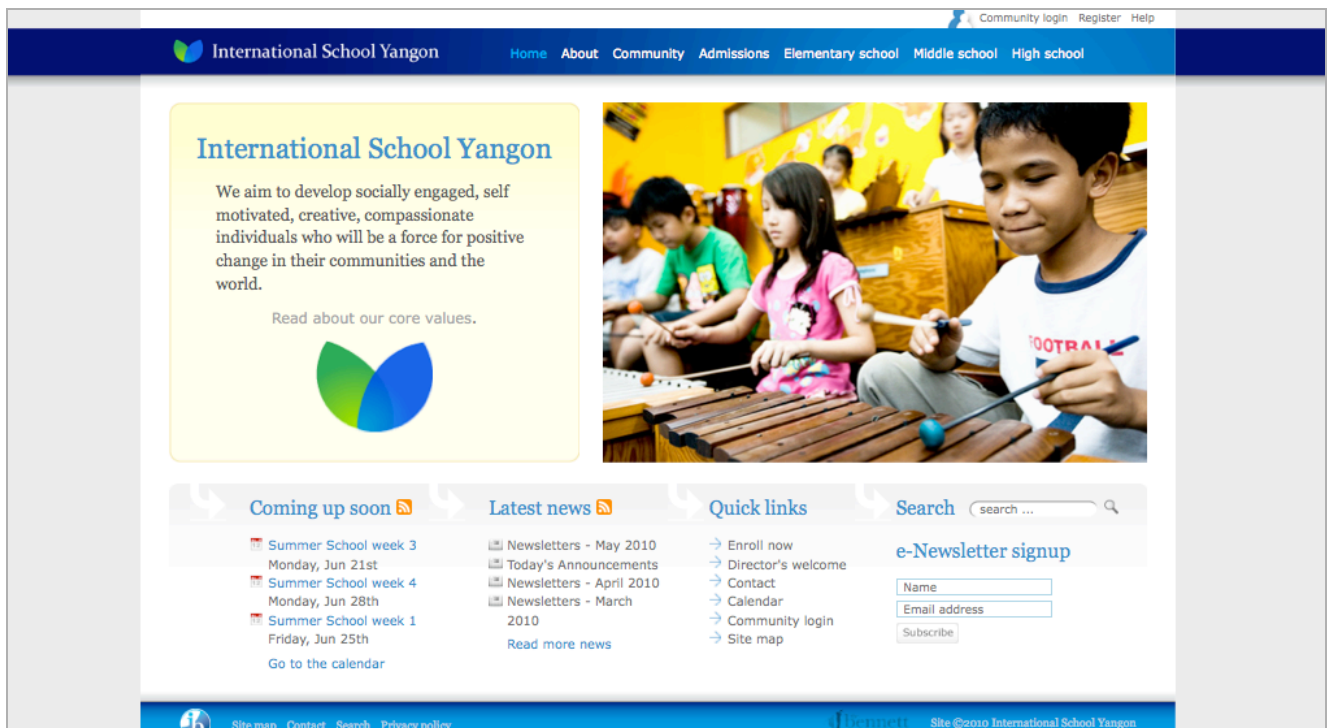 Community login Register Help
International School Yangon
Home About Community Admissions Elementary school Middle school High school
International School Yangon
We aim to develop socially engaged, self
motivated, creative, compassionate
individuals who will be a force for positive
change in their communities and the
world.
Read about our core values.
FOOTBALL
Coming up soon
Summer School week 3
Monday, Jun 21st
Summer School week 4
Monday, Jun 28th
Summer School week 1
Friday, Jun 25th
Go to the calendar
Latest news
Newsletters - May 2010
Today's Announcements
Newsletters - April 2010
Newsletters - March
2010
Read more news
Quick links
Enroll now
Director's welcome
Contact
Calendar
Community login
Site map
Search search ...
e-Newsletter signup
Name
Email address
Subscribe
Site map Contact Search Privacy policy
bennett Site ©2010 International School Yangon